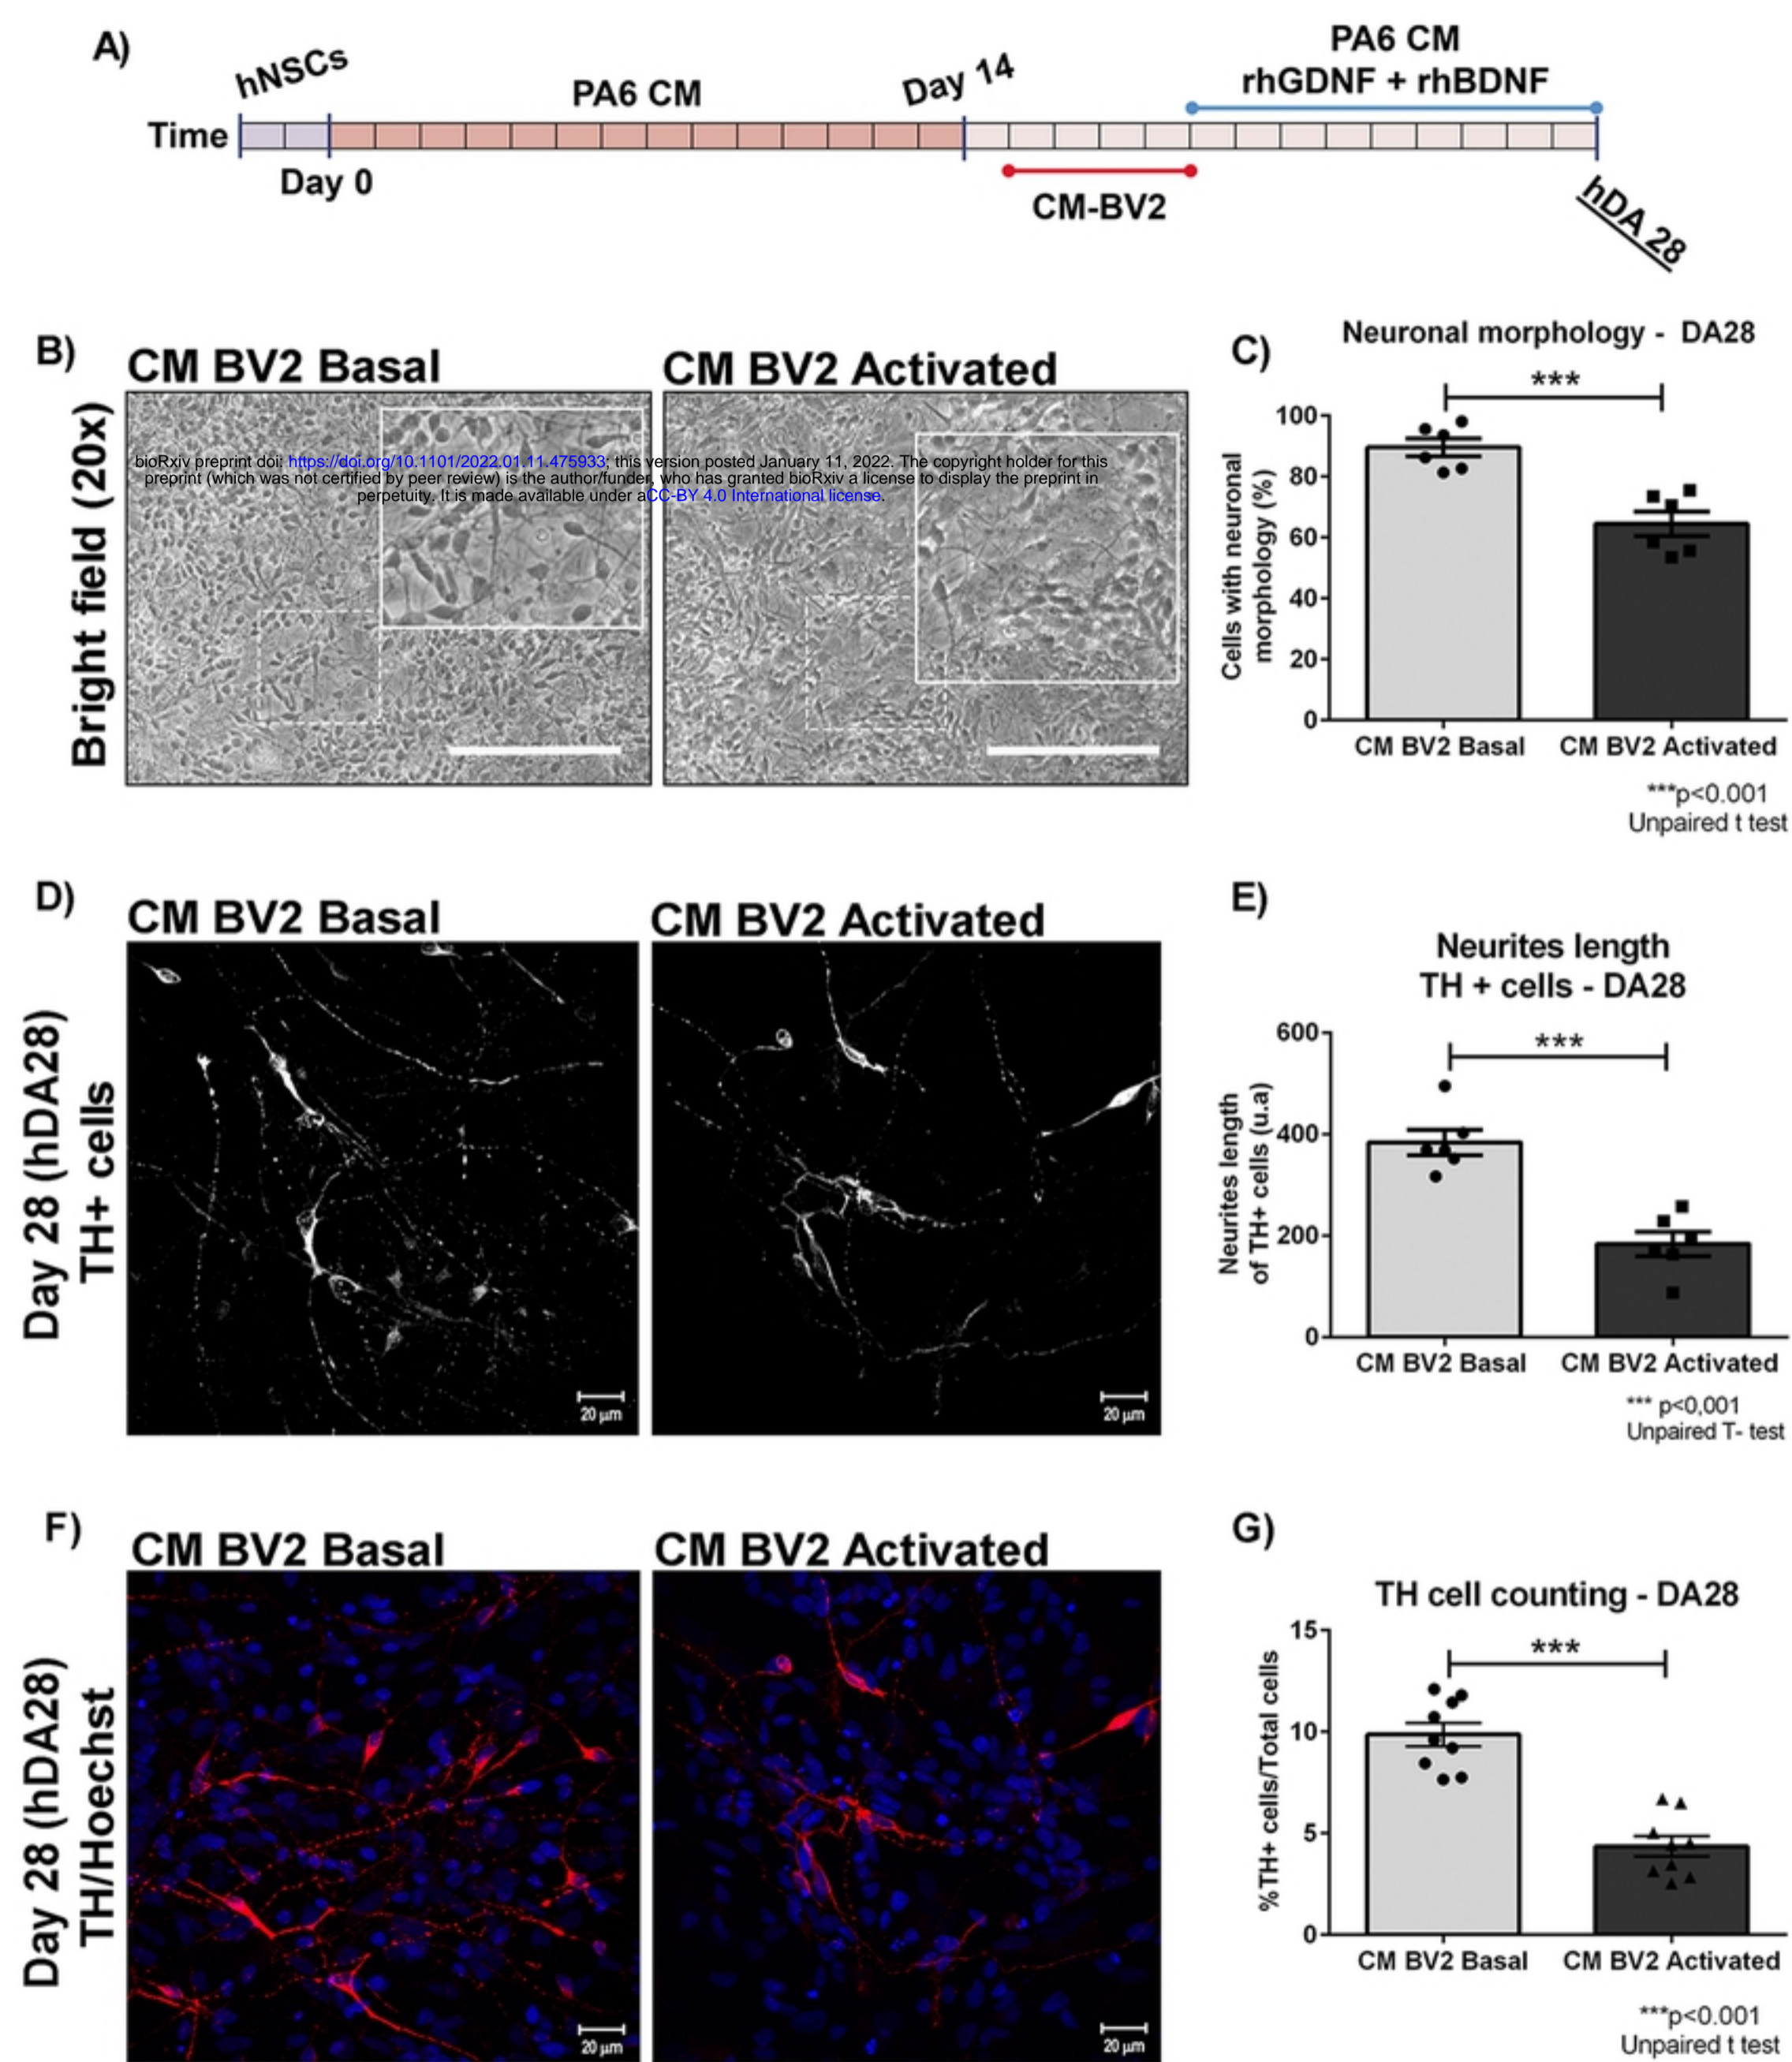 A)
hNSCs
PA6 CM
Day 14
PA6 CM
rhGDNF + rhBDNF
Time
Day 0
CM-BV2
hDA 28
B)
CM BV2 Basal
CM BV2 Activated
Bright field (20x)
bioRxiv preprint doi: https://doi.org/10.1101/2022.01.11.475933; this version posted January 11, 2022. The copyright holder for this
preprint (which was not certified by peer review) is the author/funder, who has granted bioRxiv a license to display the preprint in
perpetuity. It is made available under aCC-BY 4.0 International license.
C)
Neuronal morphology - DA28
***
Cells with neuronal
morphology (%)
100
80
60
40
20
0
CM BV2 Basal
CM BV2 Activated
***p<0.001
Unpaired t test
D)
CM BV2 Basal
CM BV2 Activated
Day 28 (hDA28)
TH+ cells
20 µm
20 µm
E)
Neurites length
TH + cells - DA28
***
Neurites length
of TH+ cells (u.a)
600
400
200
0
CM BV2 Basal
CM BV2 Activated
*** p<0,001
Unpaired T- test
F)
CM BV2 Basal
CM BV2 Activated
Day 28 (hDA28)
TH/Hoechst
20 µm
20 µm
G)
TH cell counting - DA28
***
%TH+ cells/Total cells
15
10
5
0
CM BV2 Basal
CM BV2 Activated
***p<0.001
Unpaired t test